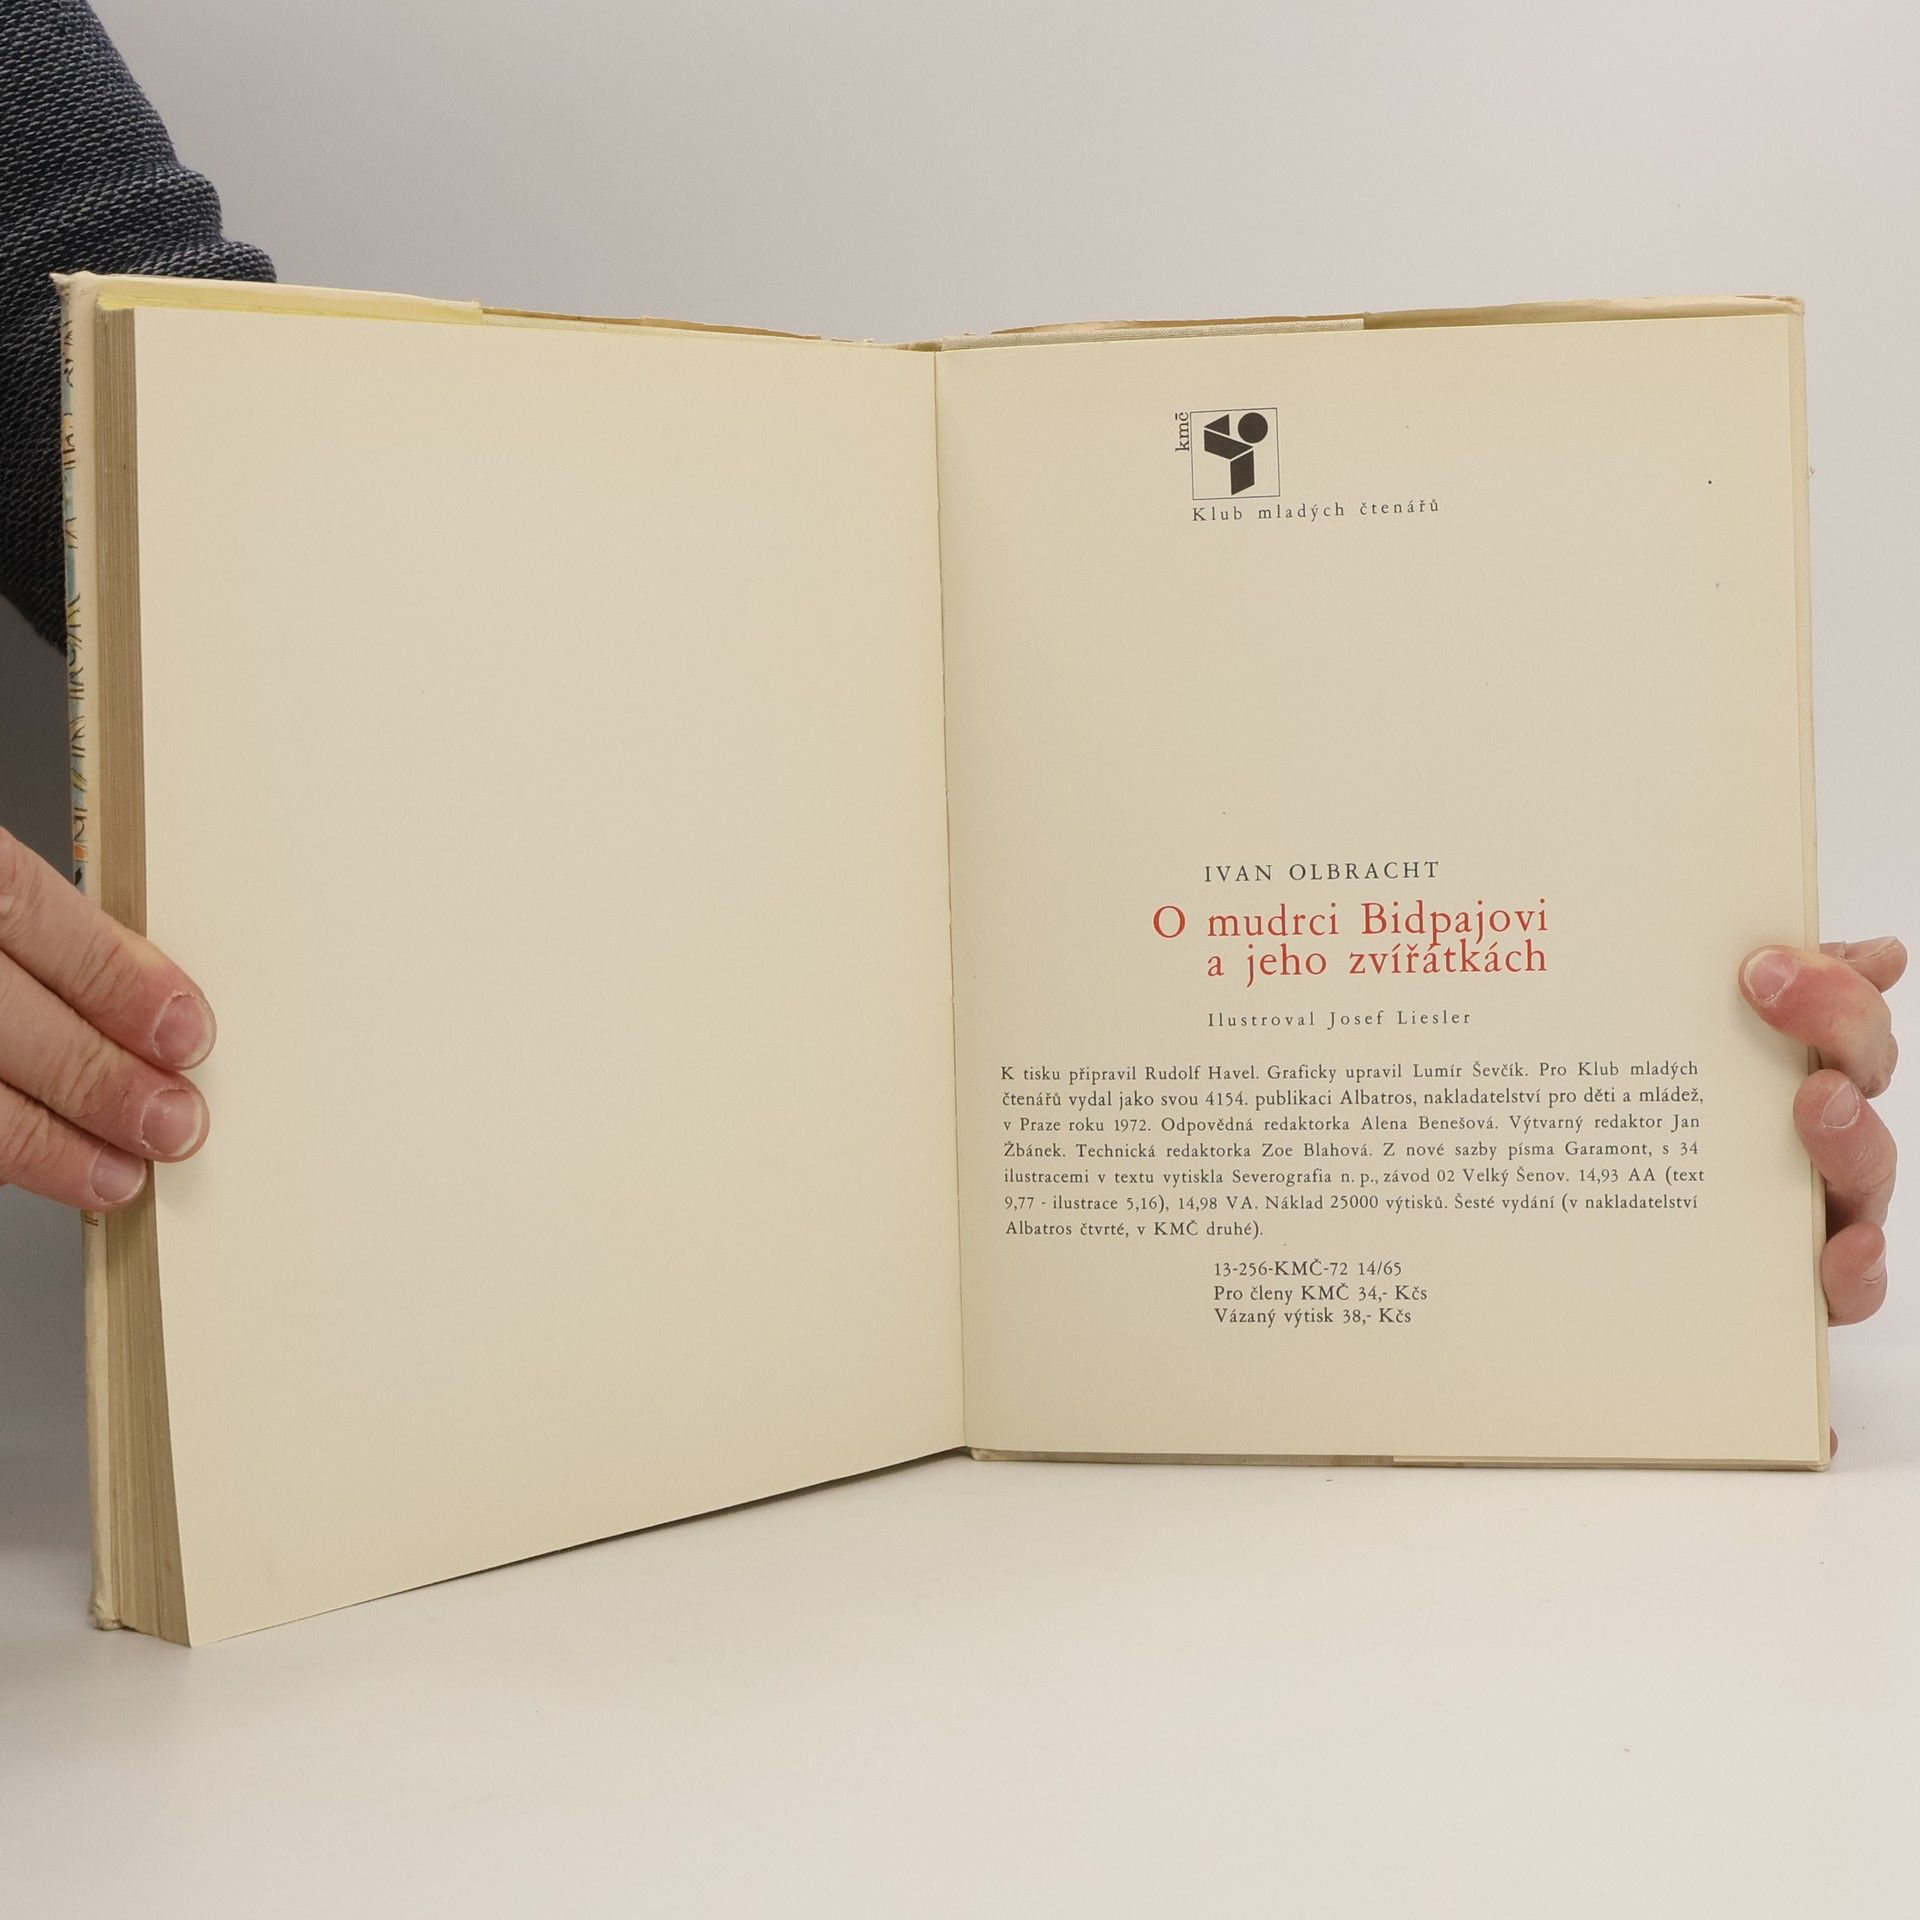 kmč
Klub mladých čtenářů
IVAN OLBRACHT
O mudrci Bidpajovi
a jeho zvířátkách
Ilustroval Josef Liesler
K tisku připravil Rudolf Havel. Graficky upravil Lumír Ševčík. Pro Klub mladých
čtenářů vydal jako svou 4154. publikaci Albatros, nakladatelství pro děti a mládež,
v Praze roku 1972. Odpovědná redaktorka Alena Benešová. Výtvarný redaktor Jan
Žbánek. Technická redaktorka Zoe Blahová. Z nové sazby písma Garamont, s 34
ilustracemi v textu vytiskla Severografia n. p., závod 02 Velký Šenov. 14,93 AA (text
9,77 - ilustrace 5,16), 14,98 VA. Náklad 25000 výtisků. Šesté vydání (v nakladatelství
Albatros čtvrté, v KMČ druhé).
13-256-KMČ-72 14/65
Pro členy KMČ 34,- Kčs
Vázaný výtisk 38,- Kčs